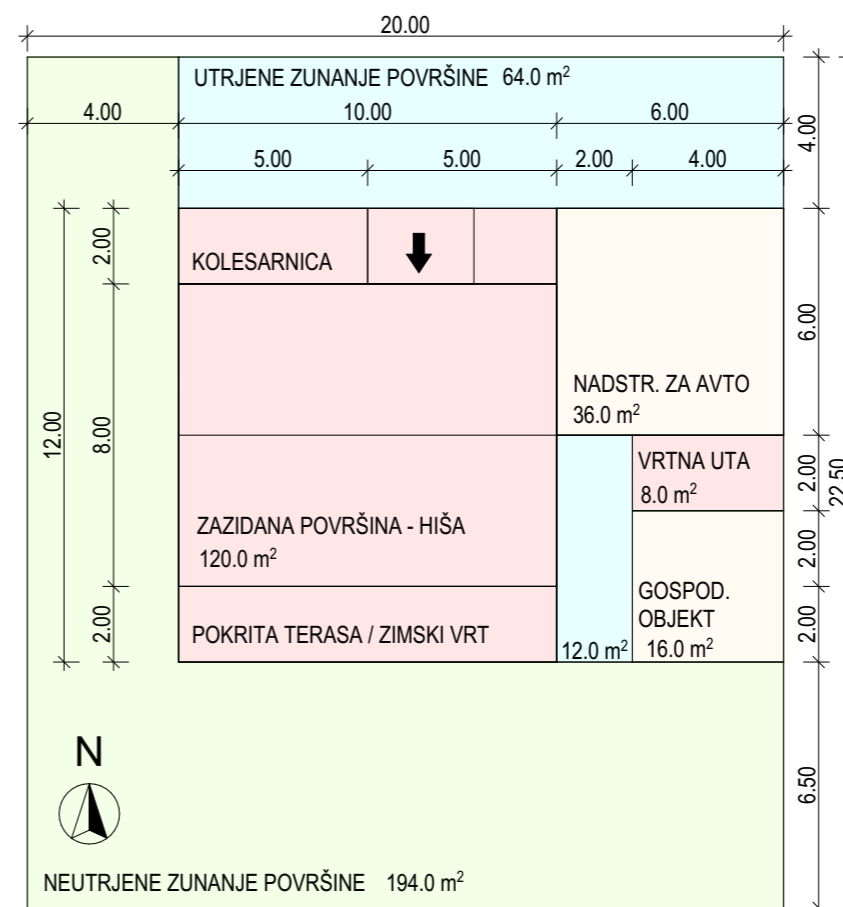 20.00
UTRJENE ZUNANJE POVRŠINE 64.0 m²
4.00 10.00 6.00
4.00
5.00 5.00 2.00 4.00
2.00
KOLESARNICA
6.00
NADSTR. ZA AVTO
36.0 m²
12.00
8.00
VRTNA UTA
8.0 m²
2.00
22.50
ZAZIDANA POVRŠINA - HIŠA
120.0 m²
2.00
GOSPOD.
OBJEKT
16.0 m²
2.00
POKRITA TERASA / ZIMSKI VRT
12.0 m²
2.00
N
6.50
NEUTRJENE ZUNANJE POVRŠINE 194.0 m²